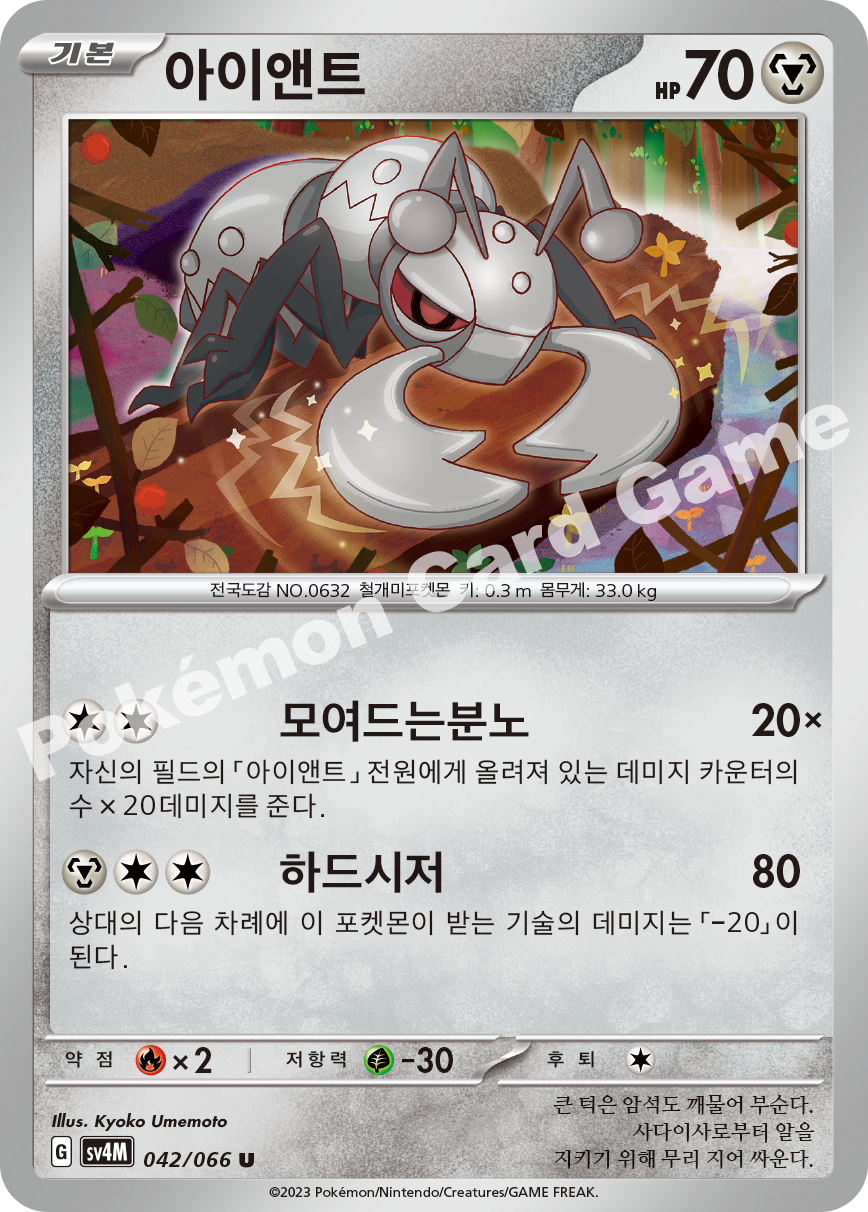 기본 아이앤트 HP 70
전국도감 NO.0632 철개미포켓몬 키: 0.3 m 몸무게: 33.0 kg
모여드는분노 20×
자신의 필드의 「아이앤트」 전원에게 올려져 있는 데미지 카운터의
수 × 20데미지를 준다.
하드시저 80
상대의 다음 차례에 이 포켓몬이 받는 기술의 데미지는 「-20」이
된다.
약점 ×2 저항력 -30 후퇴
Illus. Kyoko Umemoto
큰 턱은 암석도 깨물어 부순다.
사다이사로부터 알을
지키기 위해 무리 지어 싸운다.
G sv4M 042/066 U
©2023 Pokémon/Nintendo/Creatures/GAME FREAK.
Pokémon Card Game